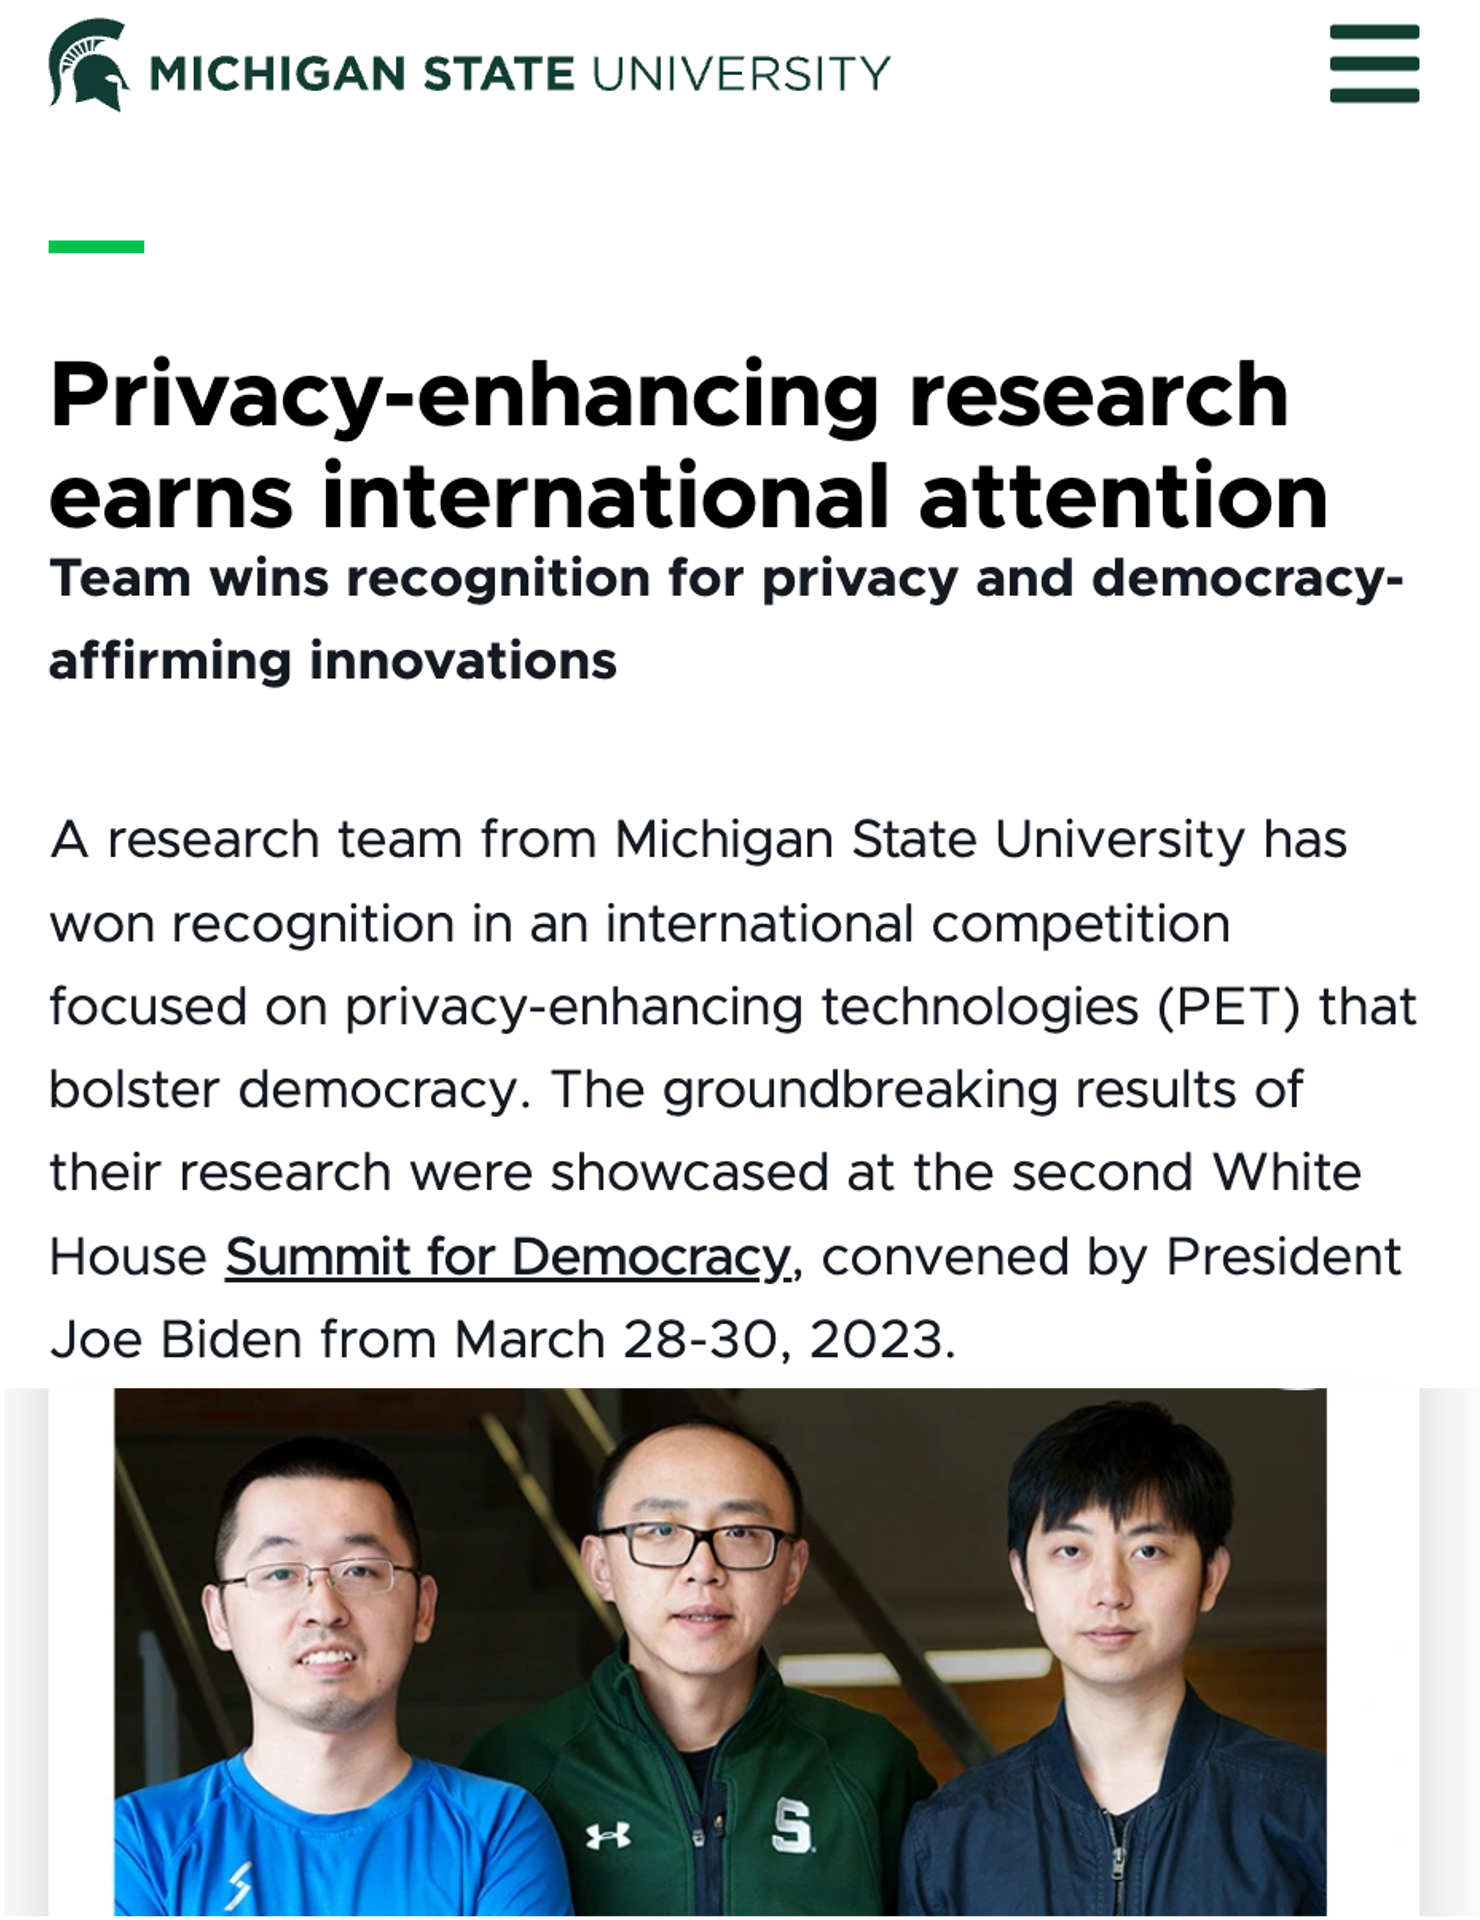 MICHIGAN STATE UNIVERSITY
Privacy-enhancing research
earns international attention
Team wins recognition for privacy and democracy-
affirming innovations
A research team from Michigan State University has
won recognition in an international competition
focused on privacy-enhancing technologies (PET) that
bolster democracy. The groundbreaking results of
their research were showcased at the second White
House Summit for Democracy, convened by President
Joe Biden from March 28-30, 2023.
S